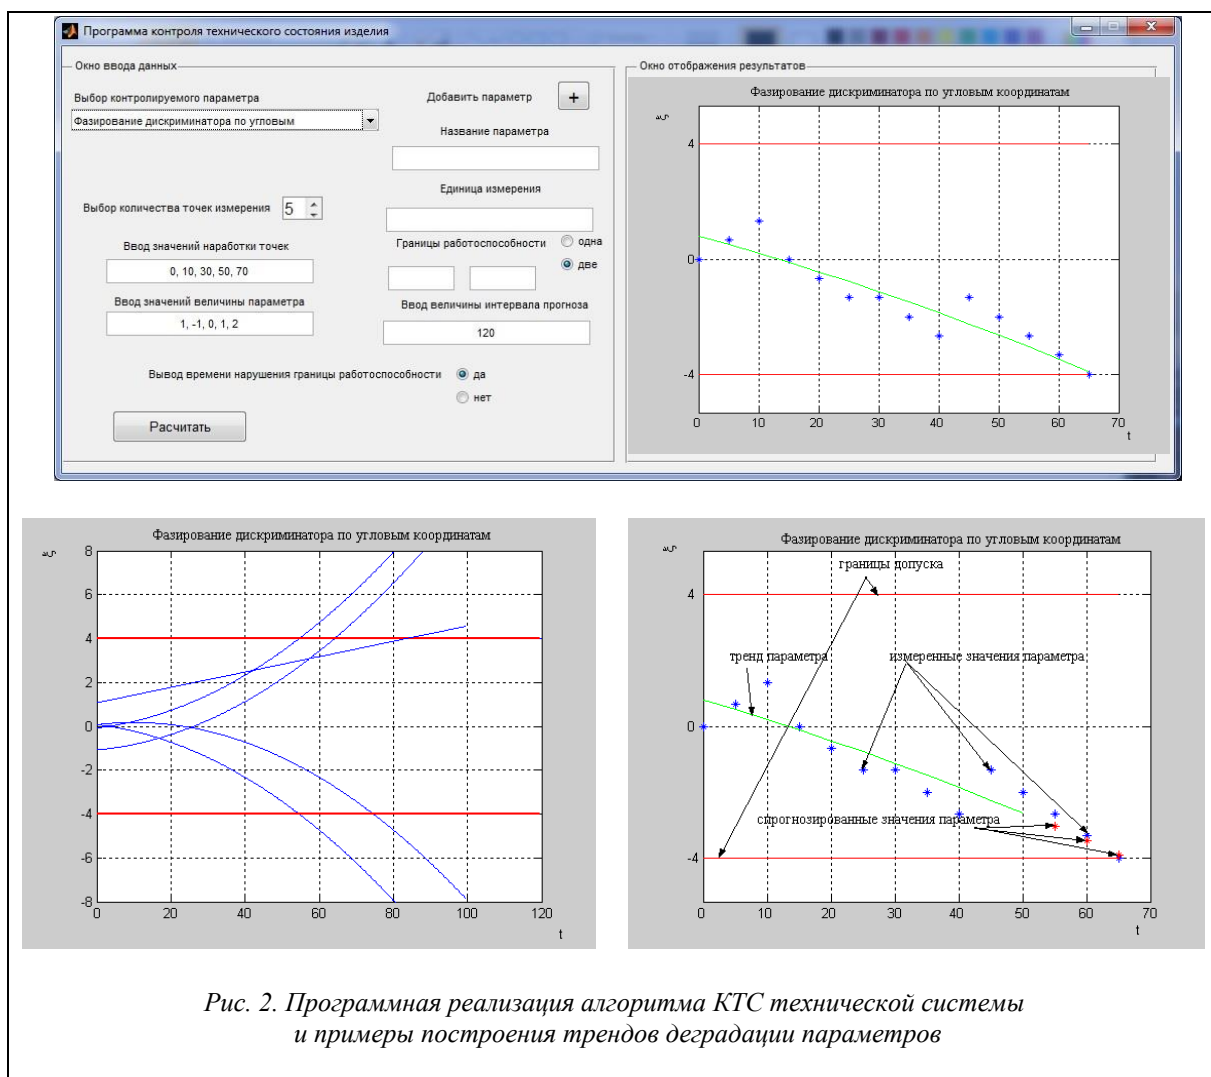 Программа контроля технического состояния изделия
Окно ввода данных
Выбор контролируемого параметра
Фазирование дискриминатора по угловым
Добавить параметр +
Название параметра
Единица измерения
Выбор количества точек измерения 5
Границы работоспособности
одна
две
Ввод значений наработки точек
0, 10, 30, 50, 70
Ввод значений величины параметра
1, -1, 0, 1, 2
Ввод величины интервала прогноза
120
Вывод времени нарушения границы работоспособности
да
нет
Расчитать
Окно отображения результатов
Фазирование дискриминатора по угловым координатам
ξ
4
0
-4
0 10 20 30 40 50 60 70
t
Фазирование дискриминатора по угловым координатам
ξ
8
6
4
2
0
-2
-4
-6
-8
0 20 40 60 80 100 120
t
Фазирование дискриминатора по угловым координатам
ξ
границы допуска
4
тренд параметра
измеренные значения параметра
0
спрогнозированные значения параметра
-4
0 10 20 30 40 50 60 70
t
Рис. 2. Программная реализация алгоритма КТС технической системы
и примеры построения трендов деградации параметров